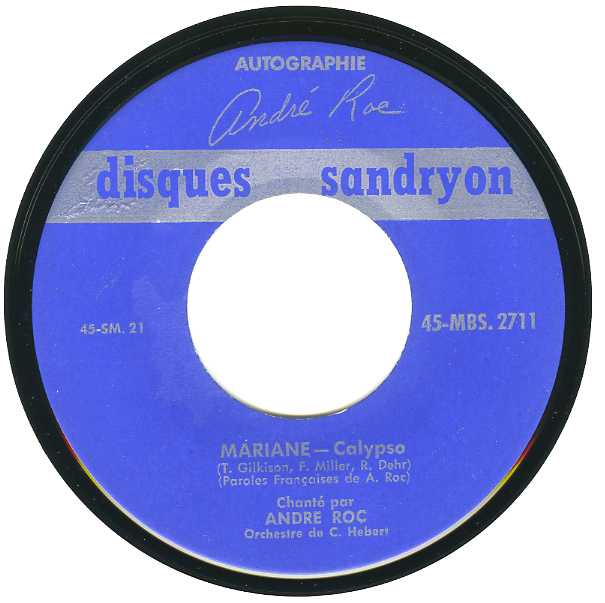 AUTOGRAPHIE
André Roc
disques sandryon
45-SM. 21
45-MBS. 2711
MARIANE — Calypso
(T. Gilkison, F. Miller, R. Dehr)
(Paroles Françaises de A. Roc)
Chanté par
ANDRE ROC
Orchestre de C. Hebert